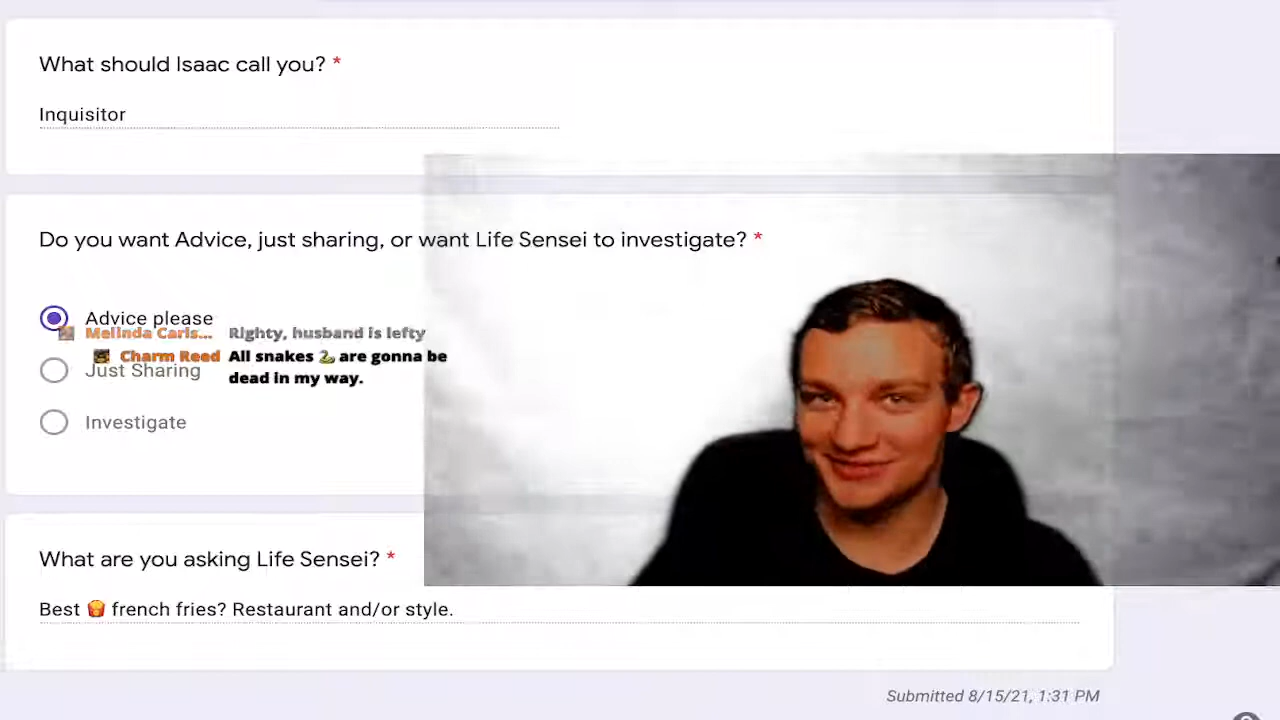 What should Isaac call you? *
Inquisitor
Do you want Advice, just sharing, or want Life Sensei to investigate? *
Advice please
Melinda Carls... Righty, husband is lefty
Charm Reed All snakes 🐍 are gonna be
dead in my way.
Just Sharing
Investigate
What are you asking Life Sensei? *
Best 🍟 french fries? Restaurant and/or style.
Submitted 8/15/21, 1:31 PM